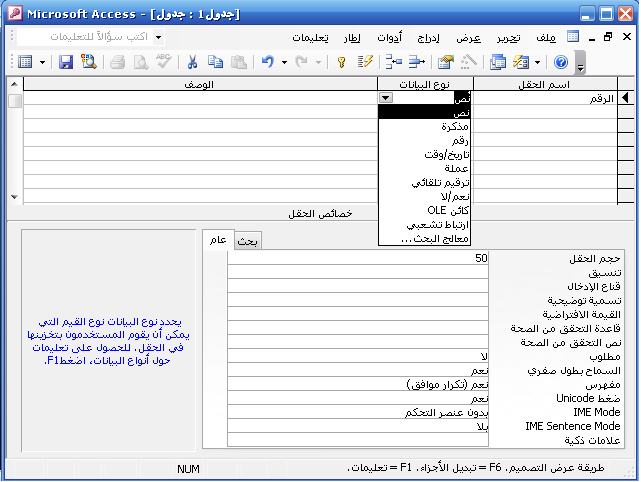 Microsoft Access - [جدول1 : جدول]
ملف تحرير عرض إدراج أدوات إطار تعليمات اكتب سؤالاً للتعليمات
اسم الحقل نوع البيانات الوصف
الرقم نص
نص
مذكرة
رقم
تاريخ/وقت
عملة
ترقيم تلقائي
نعم/لا
كائن OLE
ارتباط تشعبي
معالج البحث...
خصائص الحقل
عام بحث
حجم الحقل 50
تنسيق
قناع الإدخال
تسمية توضيحية
القيمة الافتراضية
قاعدة التحقق من الصحة
نص التحقق من الصحة
مطلوب لا
السماح بطول صفري نعم
مفهرس نعم (تكرار موافق)
ضغط Unicode نعم
IME Mode بدون عنصر التحكم
IME Sentence Mode بلا
علامات ذكية
يحدد نوع البيانات نوع القيم التي
يمكن أن يقوم المستخدمون بتخزينها
في الحقل. للحصول على تعليمات
حول أنواع البيانات، اضغطF1.
طريقة عرض التصميم. F6 = تبديل الأجزاء. F1 = تعليمات.
NUM